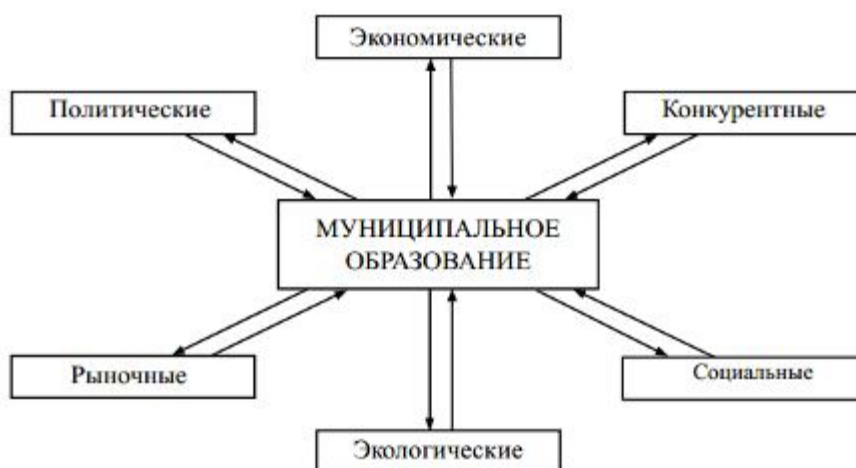 Экономические
Политические
Конкурентные
МУНИЦИПАЛЬНОЕ
ОБРАЗОВАНИЕ
Рыночные
Социальные
Экологические